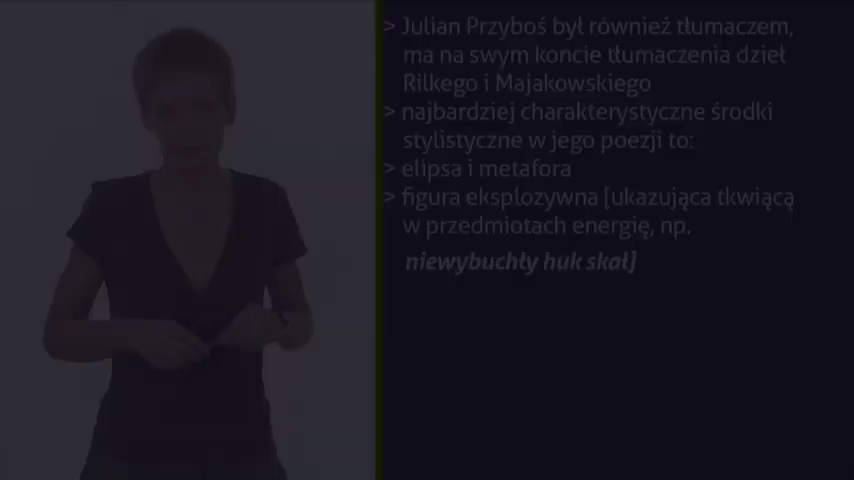 > Julian Przyboś był również tłumaczem,
ma na swym koncie tłumaczenia dzieł
Rilkego i Majakowskiego
> najbardziej charakterystyczne środki
stylistyczne w jego poezji to:
> elipsa i metafora
> figura eksplozywna [ukazująca tkwiącą
w przedmiotach energię, np.
niewybuchły huk skał]